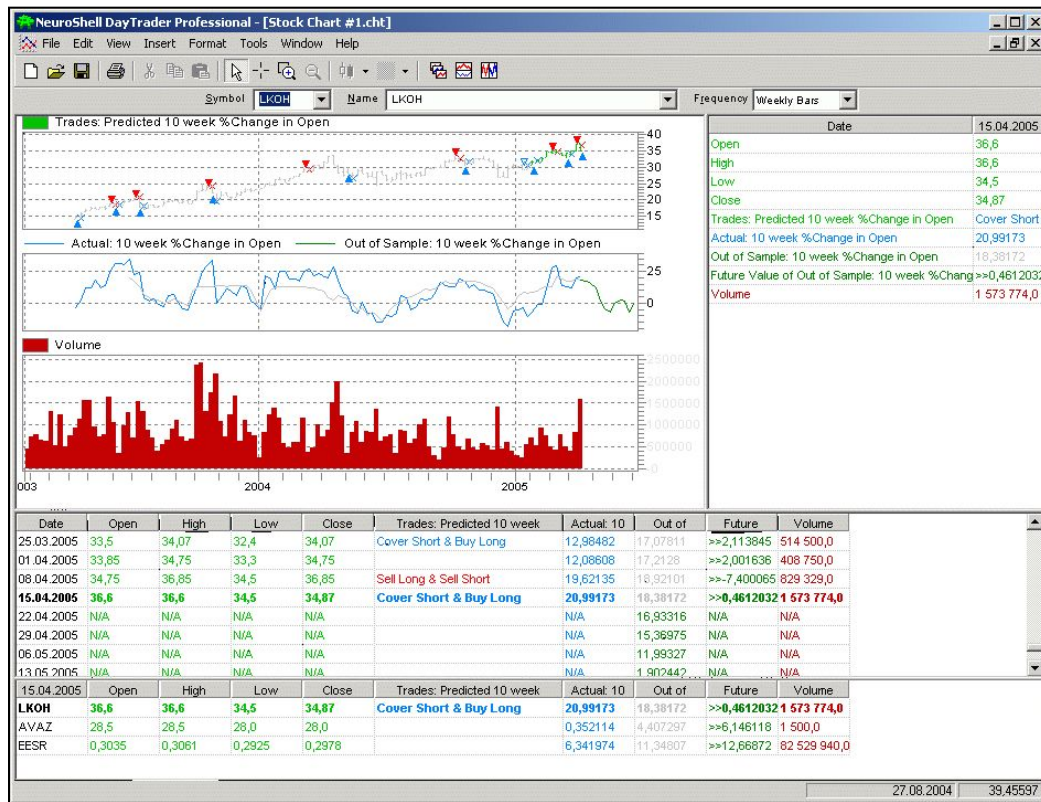 NeuroShell DayTrader Professional - [Stock Chart #1.cht]
File Edit View Insert Format Tools Window Help
Symbol LKOH Name LKOH Frequency Weekly Bars
Trades: Predicted 10 week %Change in Open
40
35
30
25
20
15
Actual: 10 week %Change in Open Out of Sample: 10 week %Change in Open
25
0
Volume
2500000
2000000
1500000
1000000
500000
0
003 2004 2005
Date 15.04.2005
Open 36,6
High 36,6
Low 34,5
Close 34,87
Trades: Predicted 10 week %Change in Open Cover Short
Actual: 10 week %Change in Open 20,99173
Out of Sample: 10 week %Change in Open 18,38172
Future Value of Out of Sample: 10 week %Chang >>0,4612032
Volume 1 573 774,0
Date Open High Low Close Trades: Predicted 10 week Actual: 10 Out of Future Volume
25.03.2005 33,5 34,07 32,4 34,07 Cover Short & Buy Long 12,98482 17,07811 >>2,113845 514 500,0
01.04.2005 33,85 34,75 33,3 34,75 12,08608 17,2128 >>2,001636 408 750,0
08.04.2005 34,75 36,85 34,5 36,85 Sell Long & Sell Short 19,62135 18,92101 >>-7,400065 829 329,0
15.04.2005 36,6 36,6 34,5 34,87 Cover Short & Buy Long 20,99173 18,38172 >>0,4612032 1 573 774,0
22.04.2005 N/A N/A N/A N/A N/A 16,93316 N/A N/A
29.04.2005 N/A N/A N/A N/A N/A 15,36975 N/A N/A
06.05.2005 N/A N/A N/A N/A N/A 11,99327 N/A N/A
13.05.2005 N/A N/A N/A N/A N/A 1,902442 N/A N/A
15.04.2005 Open High Low Close Trades: Predicted 10 week Actual: 10 Out of Future Volume
LKOH 36,6 36,6 34,5 34,87 Cover Short & Buy Long 20,99173 18,38172 >>0,4612032 1 573 774,0
AVAZ 28,5 28,5 28,0 28,0 0,352114 4,407297 >>6,146118 1 500,0
EESR 0,3035 0,3061 0,2925 0,2978 6,341974 11,34807 >>12,66872 82 529 940,0
27.08.2004 39,45597